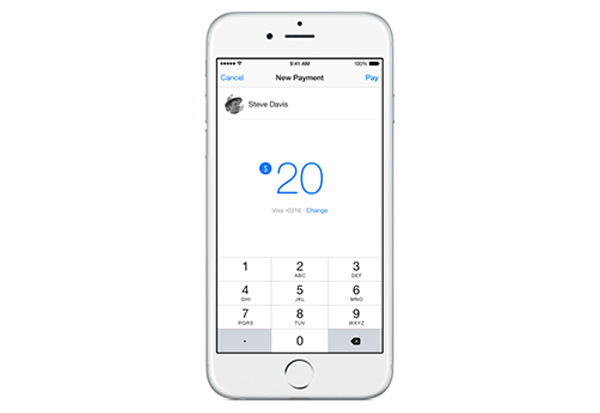 9:41 AM 100%
Cancel New Payment Pay
Steve Davis
$20
Visa •0316 · Change
1 2 3
ABC DEF
4 5 6
GHI JKL MNO
7 8 9
PQRS TUV WXYZ
. 0